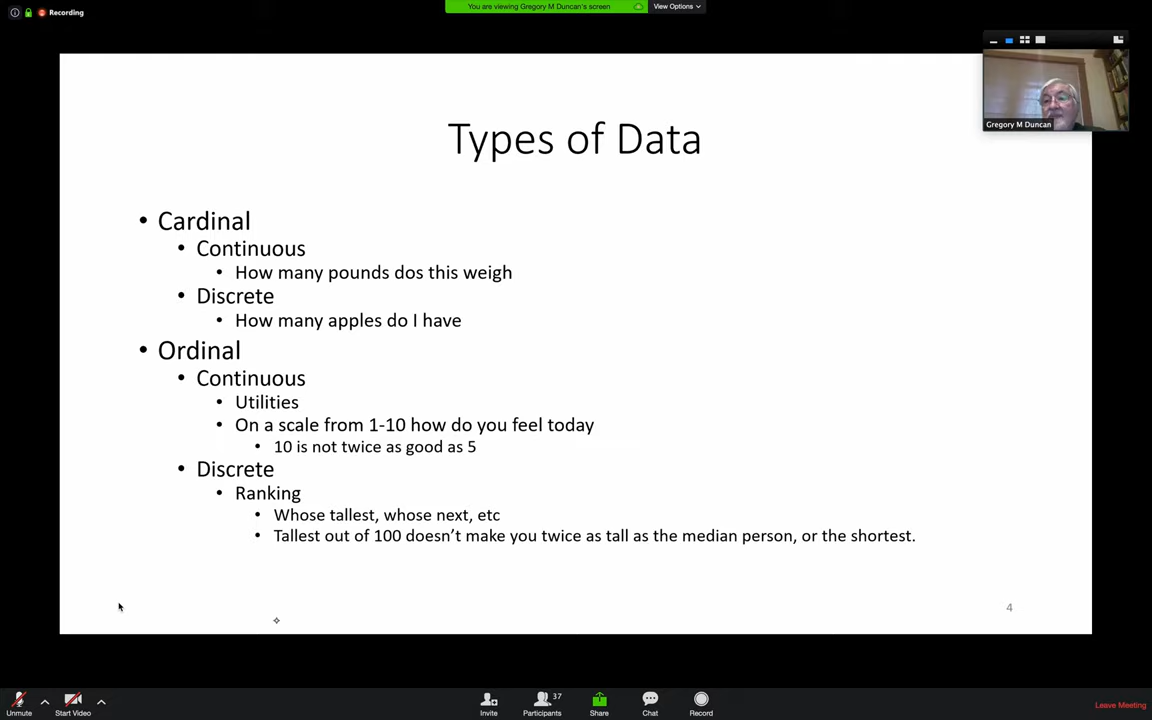 Recording
You are viewing Gregory M Duncan's screen
View Options
Gregory M Duncan
Types of Data
• Cardinal
• Continuous
• How many pounds dos this weigh
• Discrete
• How many apples do I have
• Ordinal
• Continuous
• Utilities
• On a scale from 1-10 how do you feel today
• 10 is not twice as good as 5
• Discrete
• Ranking
• Whose tallest, whose next, etc
• Tallest out of 100 doesn't make you twice as tall as the median person, or the shortest.
4
Unmute
Start Video
Invite
Participants 37
Share
Chat
Record
Leave Meeting